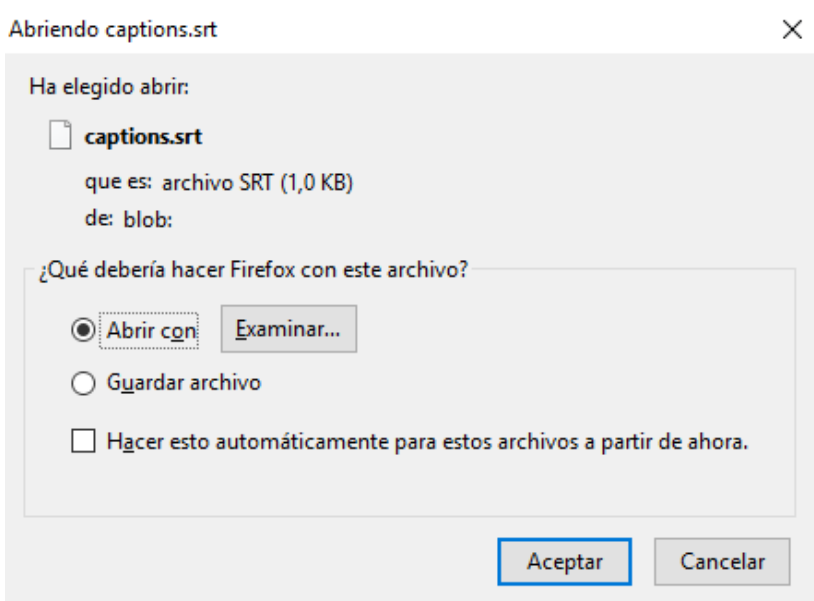 Abriendo captions.srt
Ha elegido abrir:
captions.srt
que es: archivo SRT (1,0 KB)
de: blob:
¿Qué debería hacer Firefox con este archivo?
Abrir con Examinar...
Guardar archivo
Hacer esto automáticamente para estos archivos a partir de ahora.
Aceptar Cancelar